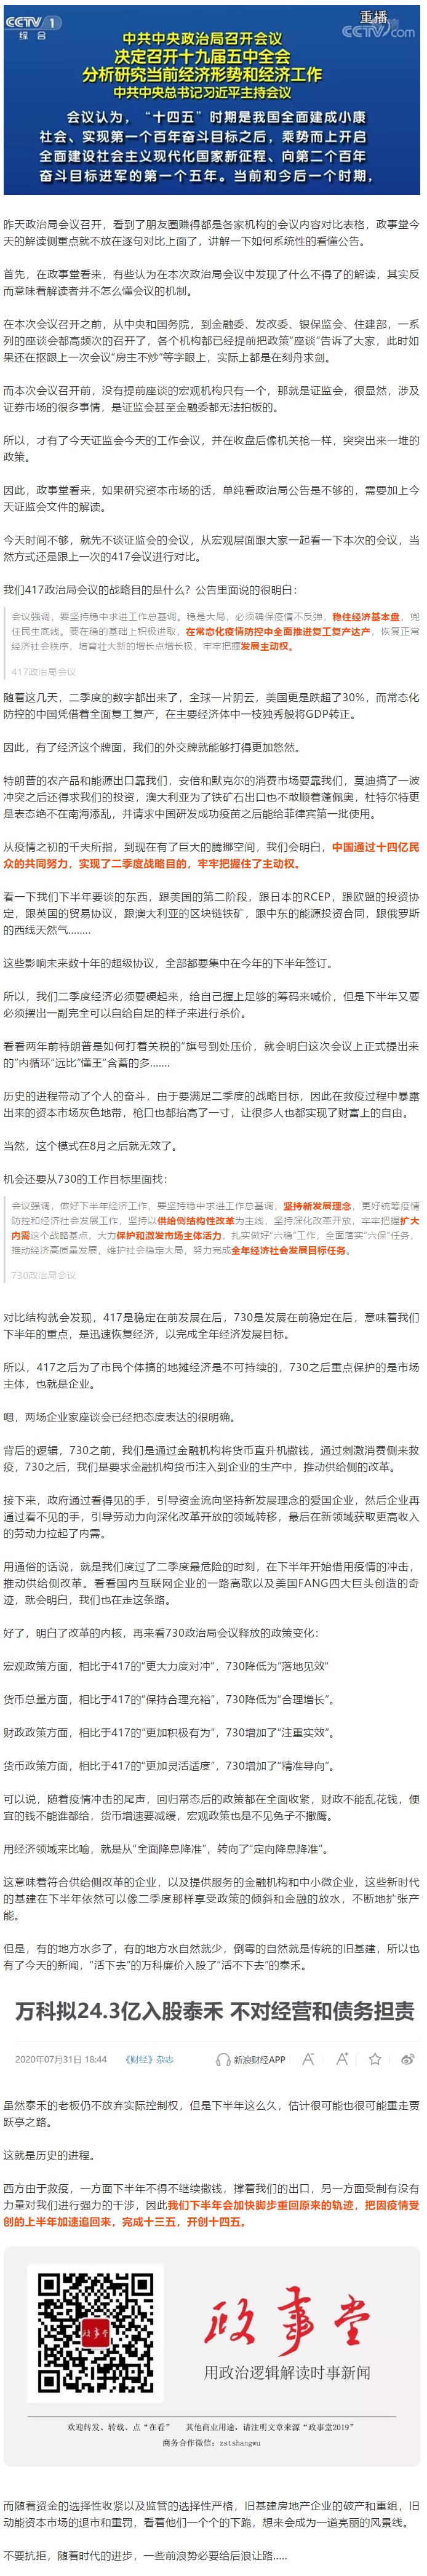 CCTV 1
综合
重播
CCTV.com
中共中央政治局召开会议
决定召开十九届五中全会
分析研究当前经济形势和经济工作
中共中央总书记习近平主持会议
会议认为，“十四五”时期是我国全面建成小康
社会、实现第一个百年奋斗目标之后，乘势而上开启
全面建设社会主义现代化国家新征程、向第二个百年
奋斗目标进军的第一个五年。当前和今后一个时期，
昨天政治局会议召开，看到了朋友圈赚得都是各家机构的会议内容对比表格，政事堂今
天的解读侧重点就不放在逐句对比上面了，讲解一下如何系统性的看懂公告。
首先，在政事堂看来，有些认为在本次政治局会议中发现了什么不得了的解读，其实反
而意味着解读者并不怎么懂会议的机制。
在本次会议召开之前，从中央和国务院，到金融委、发改委、银保监会、住建部，一系
列的座谈会都高频次的召开了，各个机构都已经提前把政策“座谈”告诉了大家，此时如
果还在抠跟上一次会议“房主不炒”等字眼上，实际上都是在刻舟求剑。
而本次会议召开前，没有提前座谈的宏观机构只有一个，那就是证监会，很显然，涉及
证券市场的很多事情，是证监会甚至金融委都无法拍板的。
所以，才有了今天证监会今天的工作会议，并在收盘后像机关枪一样，突突出来一堆的
政策。
因此，政事堂看来，如果研究资本市场的话，单纯看政治局公告是不够的，需要加上今
天证监会文件的解读。
今天时间不够，就先不谈证监会的会议，从宏观层面跟大家一起看一下本次的会议，当
然方式还是跟上一次的417会议进行对比。
我们417政治局会议的战略目的是什么？公告里面说的很明白：
会议强调，要坚持稳中求进工作总基调。稳是大局，必须确保疫情不反弹，稳住经济基本盘，兜
住民生底线。要在稳的基础上积极进取，在常态化疫情防控中全面推进复工复产达产，恢复正常
经济社会秩序，培育壮大新的增长点增长极，牢牢把握发展主动权。
417政治局会议
随着这几天，二季度的数字都出来了，全球一片阴云，美国更是跌超了30%，而常态化
防控的中国凭借着全面复工复产，在主要经济体中一枝独秀般将GDP转正。
因此，有了经济这个牌面，我们的外交牌就能够打得更加悠然。
特朗普的农产品和能源出口靠我们，安倍和默克尔的消费市场要靠我们，莫迪搞了一波
冲突之后还得求我们的投资，澳大利亚为了铁矿石出口也不敢顺着蓬佩奥，杜特尔特更
是表态绝不在南海添乱，并请求中国研发成功疫苗之后能给菲律宾第一批使用。
从疫情之初的千夫所指，到现在有了巨大的腾挪空间，我们会明白，中国通过十四亿民
众的共同努力，实现了二季度战略目的，牢牢把握住了主动权。
看一下我们下半年要谈的东西，跟美国的第二阶段，跟日本的RCEP，跟欧盟的投资协
定，跟英国的贸易协议，跟澳大利亚的区块链铁矿，跟中东的能源投资合同，跟俄罗斯
的西线天然气........
这些影响未来数十年的超级协议，全部都要集中在今年的下半年签订。
所以，我们二季度经济必须要硬起来，给自己握上足够的筹码来喊价，但是下半年又要
必须摆出一副完全可以自给自足的样子来进行杀价。
看看两年前特朗普是如何打着关税的”旗号到处压价，就会明白这次会议上正式提出来
的“内循环“远比“懂王“含蓄的多.......
历史的进程带动了个人的奋斗，由于要满足二季度的战略目标，因此在救疫过程中暴露
出来的资本市场灰色地带，枪口也都抬高了一寸，让很多人也都实现了财富上的自由。
当然，这个模式在8月之后就无效了。
机会还要从730的工作目标里面找：
会议强调，做好下半年经济工作，要坚持稳中求进工作总基调，坚持新发展理念，更好统筹疫情
防控和经济社会发展工作，坚持以供给侧结构性改革为主线，坚持深化改革开放，牢牢把握扩大
内需这个战略基点，大力保护和激发市场主体活力，扎实做好“六稳”工作，全面落实“六保”任务，
推动经济高质量发展，维护社会稳定大局，努力完成全年经济社会发展目标任务。
730政治局会议
对比结构就会发现，417是稳定在前发展在后，730是发展在前稳定在后，意味着我们
下半年的重点，是迅速恢复经济，以完成全年经济发展目标。
所以，417之后为了市民个体搞的地摊经济是不可持续的，730之后重点保护的是市场
主体，也就是企业。
嗯，两场企业家座谈会已经把态度表达的很明确。
背后的逻辑，730之前，我们是通过金融机构将货币直升机撒钱，通过刺激消费侧来救
疫，730之后，我们是要求金融机构货币注入到企业的生产中，推动供给侧的改革。
接下来，政府通过看得见的手，引导资金流向坚持新发展理念的爱国企业，然后企业再
通过看不见的手，引导劳动力向深化改革开放的领域转移，最后在新领域获取更高收入
的劳动力拉起了内需。
用通俗的话说，就是我们度过了二季度最危险的时刻，在下半年开始借用疫情的冲击，
推动供给侧改革。看看国内互联网企业的一路高歌以及美国FANG四大巨头创造的奇
迹，就会明白，我们也在走这条路。
好了，明白了改革的内核，再来看730政治局会议释放的政策变化：
宏观政策方面，相比于417的“更大力度对冲”，730降低为“落地见效”
货币总量方面，相比于417的“保持合理充裕”，730降低为“合理增长”。
财政政策方面，相比于417的“更加积极有为”，730增加了“注重实效”。
货币政策方面，相比于417的“更加灵活适度”，730增加了“精准导向”。
可以说，随着疫情冲击的尾声，回归常态后的政策都在全面收紧，财政不能乱花钱，便
宜的钱不能谁都给，货币增速要减缓，宏观政策也是不见兔子不撒鹰。
用经济领域来比喻，就是从“全面降息降准”，转向了“定向降息降准”。
这意味着符合供给侧改革的企业，以及提供服务的金融机构和中小微企业，这些新时代
的基建在下半年依然可以像二季度那样享受政策的倾斜和金融的放水，不断地扩张产
能。
但是，有的地方水多了，有的地方水自然就少，倒霉的自然就是传统的旧基建，所以也
有了今天的新闻，“活下去”的万科廉价入股了“活不下去”的泰禾。
万科拟24.3亿入股泰禾 不对经营和债务担责
2020年07月31日 18:44 《财经》杂志 新浪财经APP
虽然泰禾的老板仍不放弃实际控制权，但是下半年这么久，估计很可能也很可能重走贾
跃亭之路。
这就是历史的进程。
西方由于救疫，一方面下半年不得不继续撒钱，撑着我们的出口，另一方面受制有没有
力量对我们进行强力的干涉，因此我们下半年会加快脚步重回原来的轨迹，把因疫情受
创的上半年加速追回来，完成十三五，开创十四五。
政事堂
政事堂
用政治逻辑解读时事新闻
欢迎转发、转载、点“在看” 其他商业用途，请注明文章来源“政事堂2019”
商务合作微信：zstshangwu
而随着资金的选择性收紧以及监管的选择性严格，旧基建房地产企业的破产和重组，旧
动能资本市场的退市和重罚，看着他们一个个的下跪，想来会成为一道亮丽的风景线。
不要抗拒，随着时代的进步，一些前浪势必要给后浪让路.....